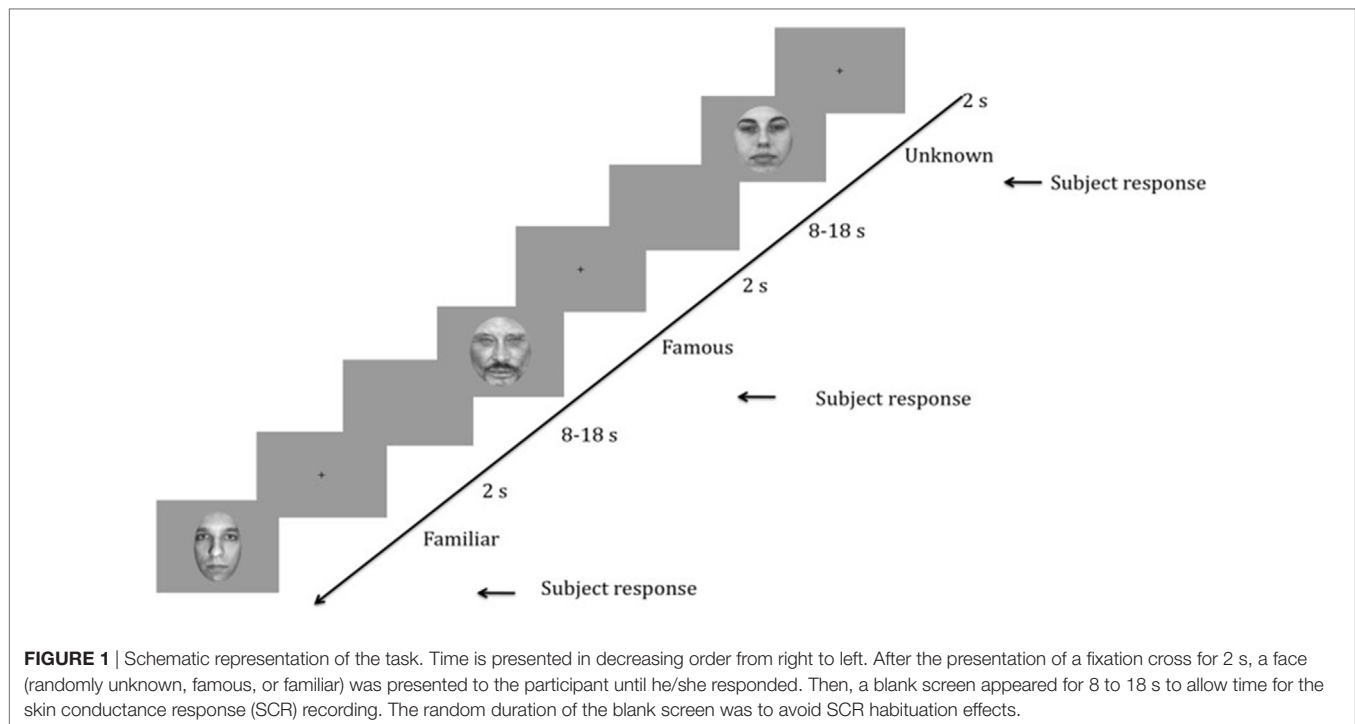 +
2 s
Unknown
← Subject response
8-18 s
+
2 s
Famous
← Subject response
8-18 s
+
2 s
Familiar
← Subject response
FIGURE 1 | Schematic representation of the task. Time is presented in decreasing order from right to left. After the presentation of a fixation cross for 2 s, a face
(randomly unknown, famous, or familiar) was presented to the participant until he/she responded. Then, a blank screen appeared for 8 to 18 s to allow time for the
skin conductance response (SCR) recording. The random duration of the blank screen was to avoid SCR habituation effects.